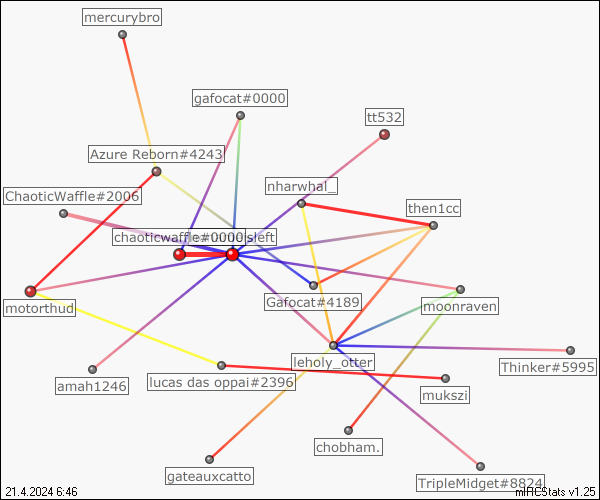 mercurybro
gafocat#0000
tt532
Azure Reborn#4243
nharwhal_
ChaoticWaffle#2006
then1cc
chaoticwaffle#0000
Gafocat#4189
moonraven
motorthud
leholy_otter
Thinker#5995
amah1246
lucas das oppai#2396
mukszi
chobham.
gateauxcatto
TripleMidget#8824
21.4.2024 6:46
mIRCStats v1.25